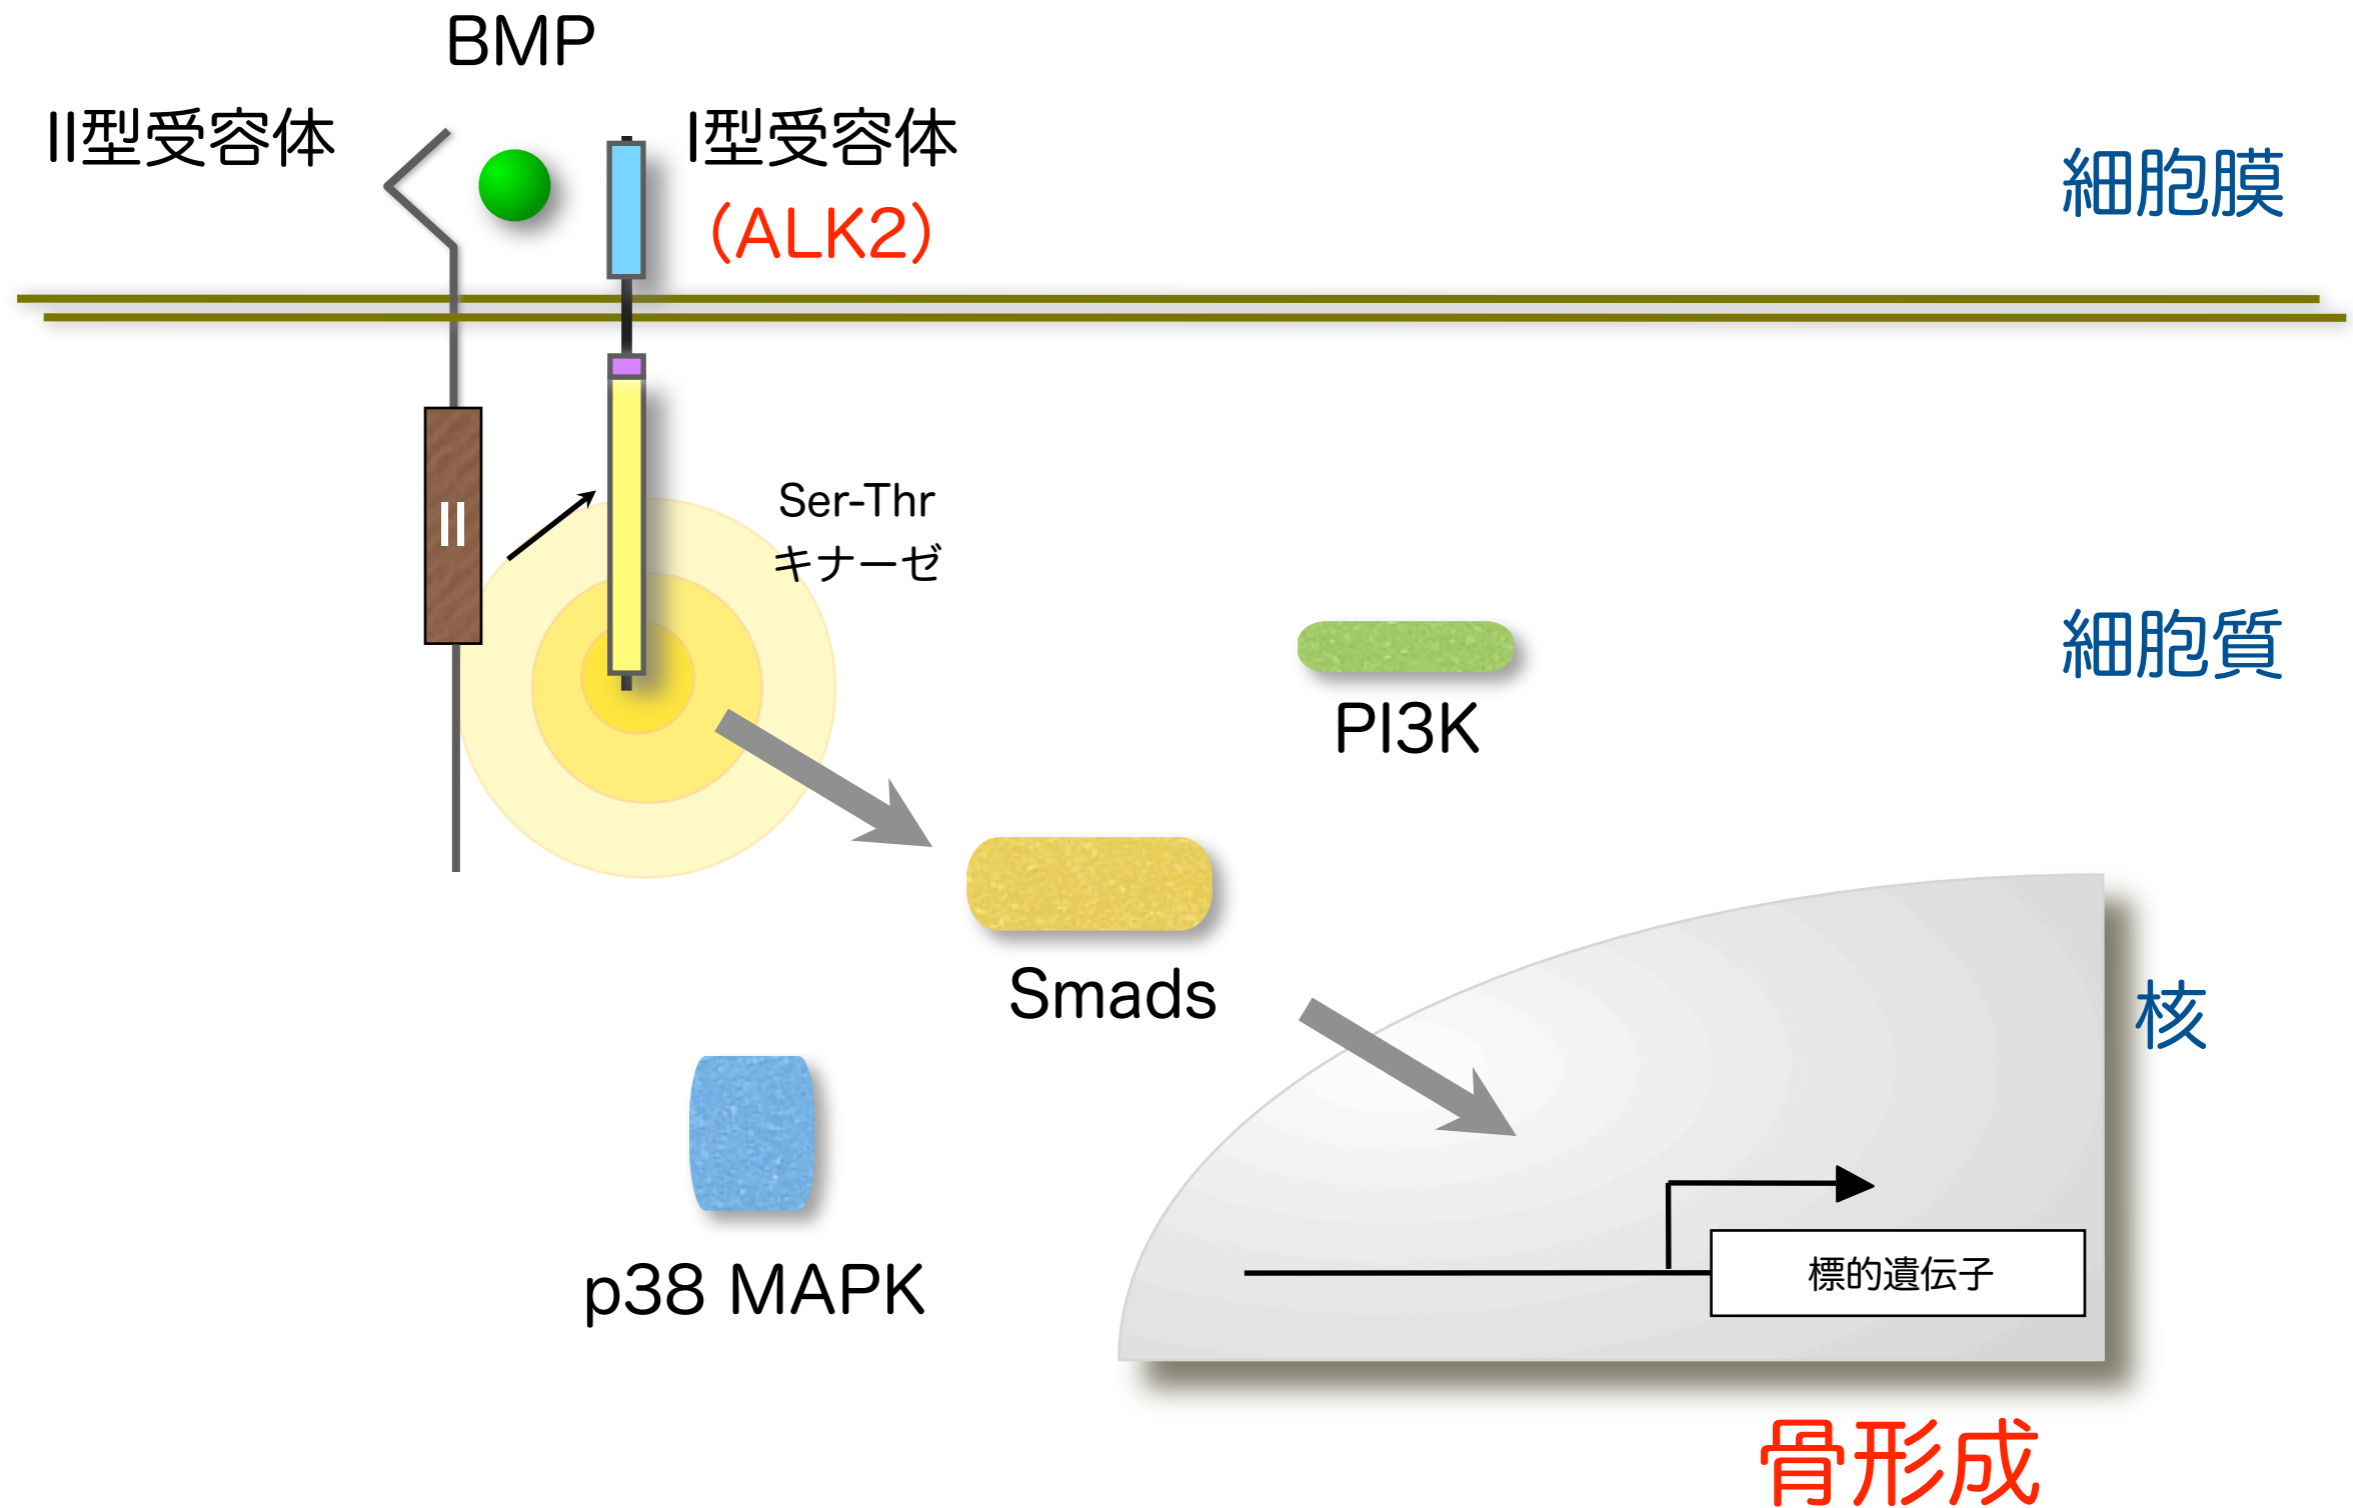 BMP
II型受容体
I型受容体
(ALK2)
細胞膜
II
Ser-Thr
キナーゼ
PI3K
細胞質
Smads
核
p38 MAPK
標的遺伝子
骨形成